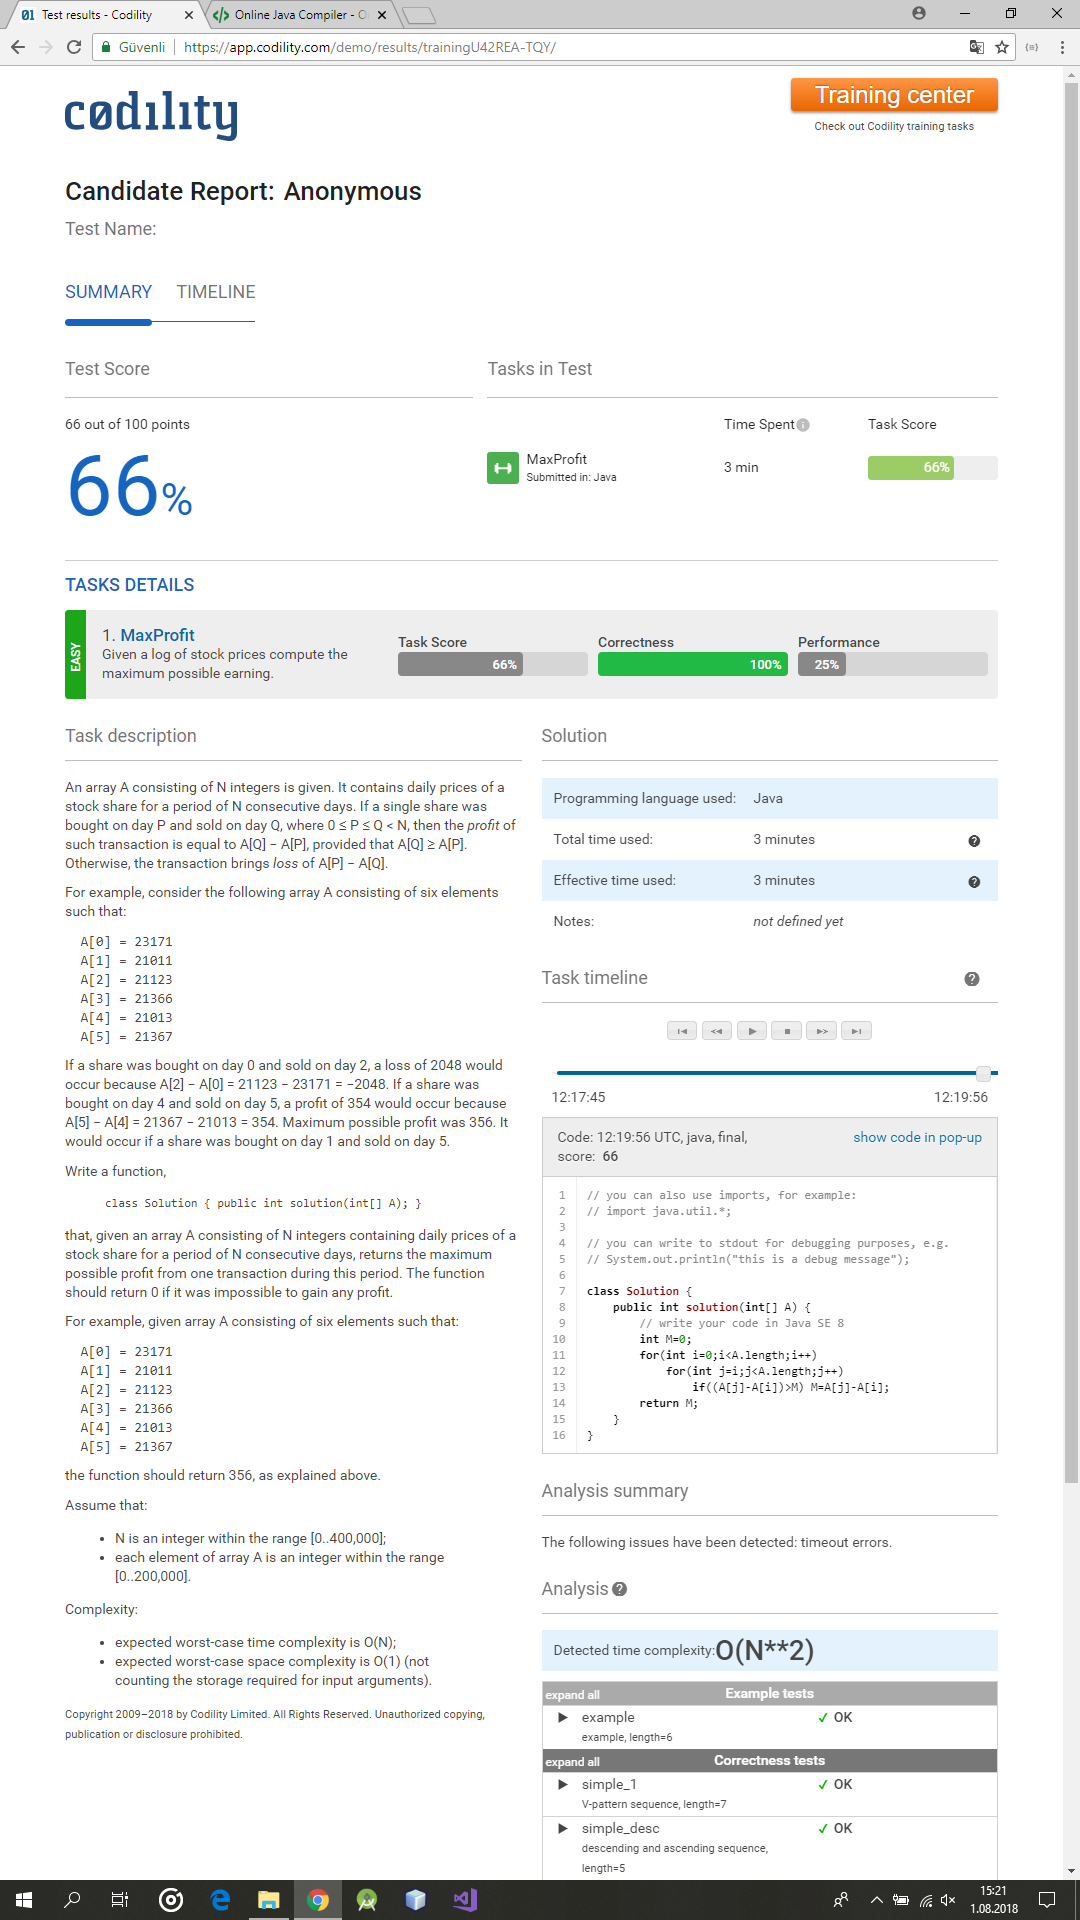 Test results - Codility
Online Java Compiler - O
Güvenli
https://app.codility.com/demo/results/trainingU42REA-TQY/
codility
Training center
Check out Codility training tasks
Candidate Report: Anonymous
Test Name:
SUMMARY TIMELINE
Test Score
66 out of 100 points
66%
Tasks in Test
Time Spent Task Score
MaxProfit
Submitted in: Java
3 min
66%
TASKS DETAILS
EASY
1. MaxProfit
Given a log of stock prices compute the
maximum possible earning.
Task Score
66%
Correctness
100%
Performance
25%
Task description
An array A consisting of N integers is given. It contains daily prices of a
stock share for a period of N consecutive days. If a single share was
bought on day P and sold on day Q, where 0 ≤ P ≤ Q < N, then the profit of
such transaction is equal to A[Q] − A[P], provided that A[Q] ≥ A[P].
Otherwise, the transaction brings loss of A[P] − A[Q].
For example, consider the following array A consisting of six elements
such that:
A[0] = 23171
A[1] = 21011
A[2] = 21123
A[3] = 21366
A[4] = 21013
A[5] = 21367
If a share was bought on day 0 and sold on day 2, a loss of 2048 would
occur because A[2] − A[0] = 21123 − 23171 = −2048. If a share was
bought on day 4 and sold on day 5, a profit of 354 would occur because
A[5] − A[4] = 21367 − 21013 = 354. Maximum possible profit was 356. It
would occur if a share was bought on day 1 and sold on day 5.
Write a function,
class Solution { public int solution(int[] A); }
that, given an array A consisting of N integers containing daily prices of a
stock share for a period of N consecutive days, returns the maximum
possible profit from one transaction during this period. The function
should return 0 if it was impossible to gain any profit.
For example, given array A consisting of six elements such that:
A[0] = 23171
A[1] = 21011
A[2] = 21123
A[3] = 21366
A[4] = 21013
A[5] = 21367
the function should return 356, as explained above.
Assume that:
• N is an integer within the range [0..400,000];
• each element of array A is an integer within the range
[0..200,000].
Complexity:
• expected worst-case time complexity is O(N);
• expected worst-case space complexity is O(1) (not
counting the storage required for input arguments).
Copyright 2009–2018 by Codility Limited. All Rights Reserved. Unauthorized copying,
publication or disclosure prohibited.
Solution
Programming language used: Java
Total time used: 3 minutes
Effective time used: 3 minutes
Notes: not defined yet
Task timeline
12:17:45
12:19:56
Code: 12:19:56 UTC, java, final,
score: 66
show code in pop-up
1 // you can also use imports, for example:
2 // import java.util.*;
3
4 // you can write to stdout for debugging purposes, e.g.
5 // System.out.println("this is a debug message");
6
7 class Solution {
8 public int solution(int[] A) {
9 // write your code in Java SE 8
10 int M=0;
11 for(int i=0;i<A.length;i++)
12 for(int j=i;j<A.length;j++)
13 if((A[j]-A[i])>M) M=A[j]-A[i];
14 return M;
15 }
16 }
Analysis summary
The following issues have been detected: timeout errors.
Analysis
Detected time complexity: O(N**2)
expand all Example tests
example ✓ OK
example, length=6
expand all Correctness tests
simple_1 ✓ OK
V-pattern sequence, length=7
simple_desc ✓ OK
descending and ascending sequence,
length=5
15:21
1.08.2018